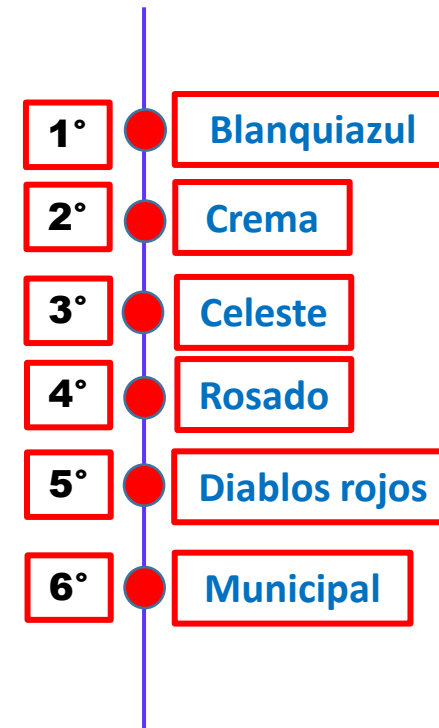 1° Blanquiazul
2° Crema
3° Celeste
4° Rosado
5° Diablos rojos
6° Municipal